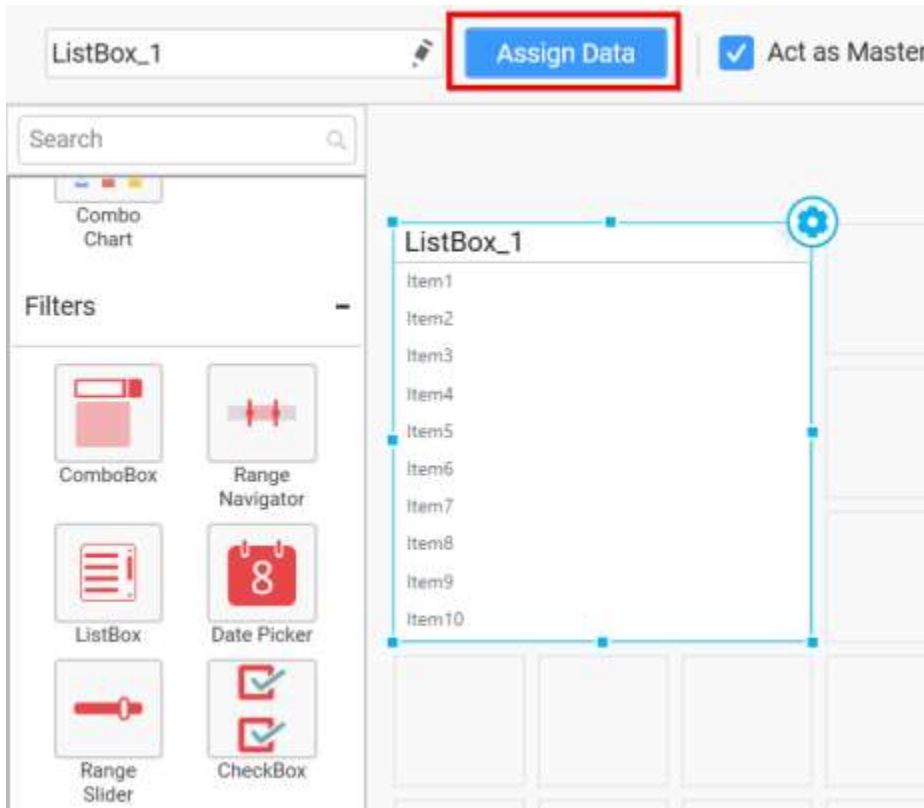 ListBox_1
Assign Data
Act as Master
Search
Combo
Chart
Filters
ComboBox
Range
Navigator
ListBox
8
Date Picker
Range
Slider
CheckBox
ListBox_1
Item1
Item2
Item3
Item4
Item5
Item6
Item7
Item8
Item9
Item10